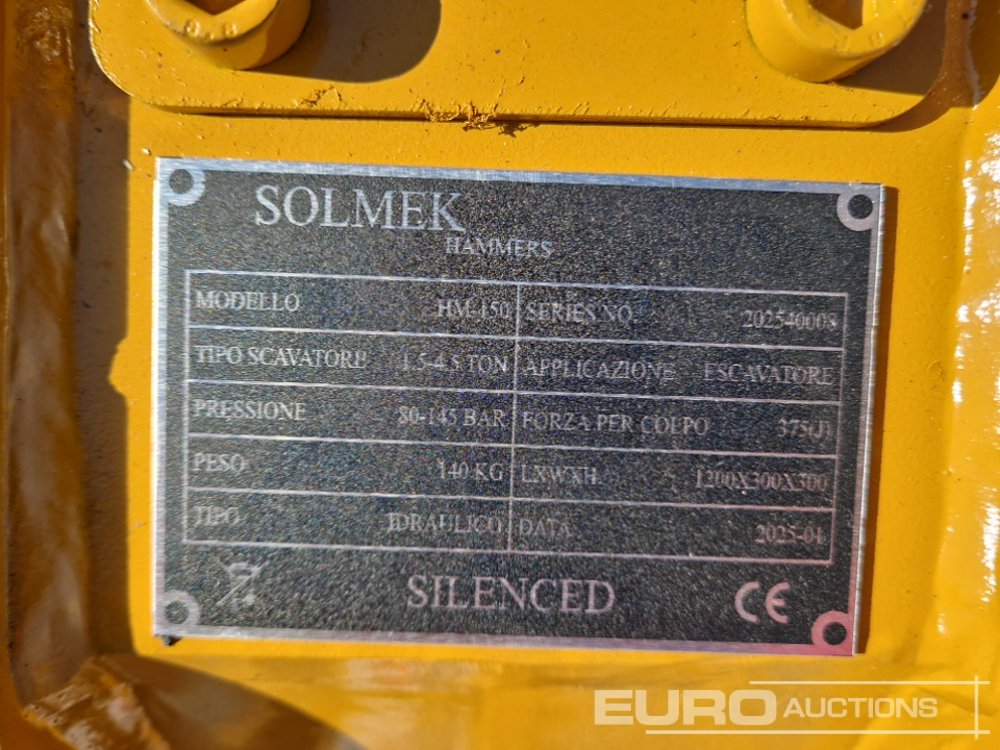 SOLMEK
HAMMERS
MODELLO HM-150 SERIES NO. 202540008
TIPO SCAVATORE 1.5-4.5 TON APPLICAZIONE ESCAVATORE
PRESSIONE 80-145 BAR FORZA PER COLPO 375(J)
PESO 140 KG LXWXH 1200X300X300
TIPO IDRAULICO DATA 2025-01
SILENCED CE
EURO AUCTIONS